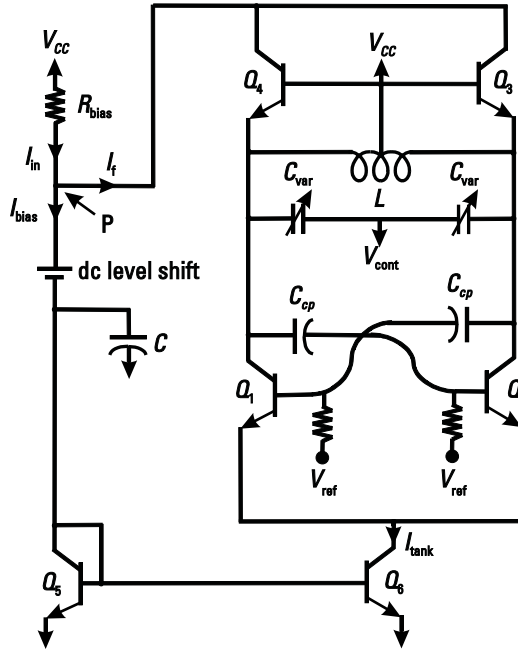 V_CC
R_bias
I_in
I_f
I_bias
P
dc level shift
C
Q_4
V_CC
Q_3
C_var
L
C_var
V_cont
C_cp
C_cp
Q_1
Q
V_ref
V_ref
I_tank
Q_5
Q_6